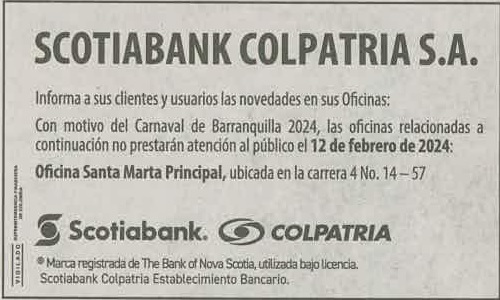 SCOTIABANK COLPATRIA S.A.
Informa a sus clientes y usuarios las novedades en sus Oficinas:
Con motivo del Carnaval de Barranquilla 2024, las oficinas relacionadas a
continuación no prestarán atención al público el 12 de febrero de 2024:
Oficina Santa Marta Principal, ubicada en la carrera 4 No. 14 – 57
Scotiabank. COLPATRIA
® Marca registrada de The Bank of Nova Scotia, utilizada bajo licencia.
Scotiabank Colpatria Establecimiento Bancario.
VIGILADO
SUPERINTENDENCIA FINANCIERA
DE COLOMBIA